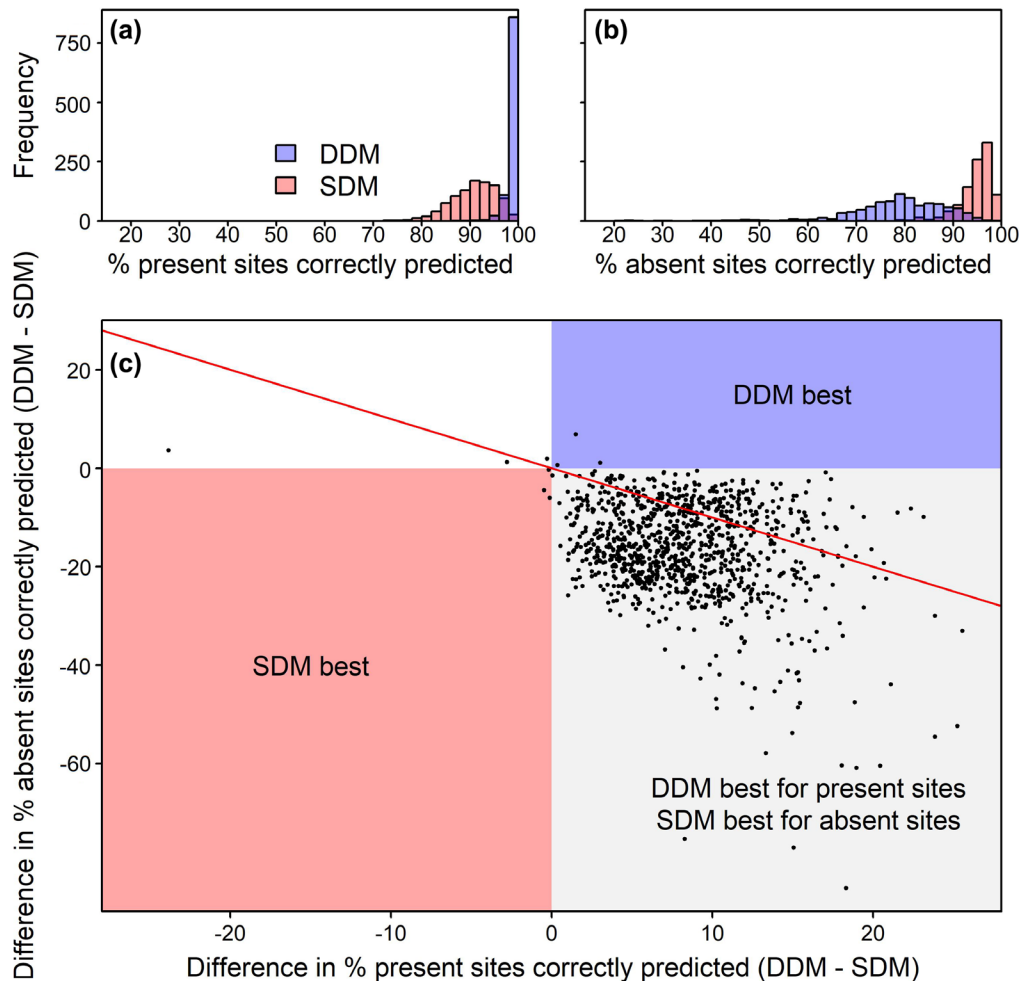 (a)
(b)
Frequency
750
500
250
0
DDM
SDM
20 30 40 50 60 70 80 90 100
% present sites correctly predicted
20 30 40 50 60 70 80 90 100
% absent sites correctly predicted
(c)
Difference in % absent sites correctly predicted (DDM - SDM)
20
0
-20
-40
-60
DDM best
SDM best
DDM best for present sites
SDM best for absent sites
-20 -10 0 10 20
Difference in % present sites correctly predicted (DDM - SDM)